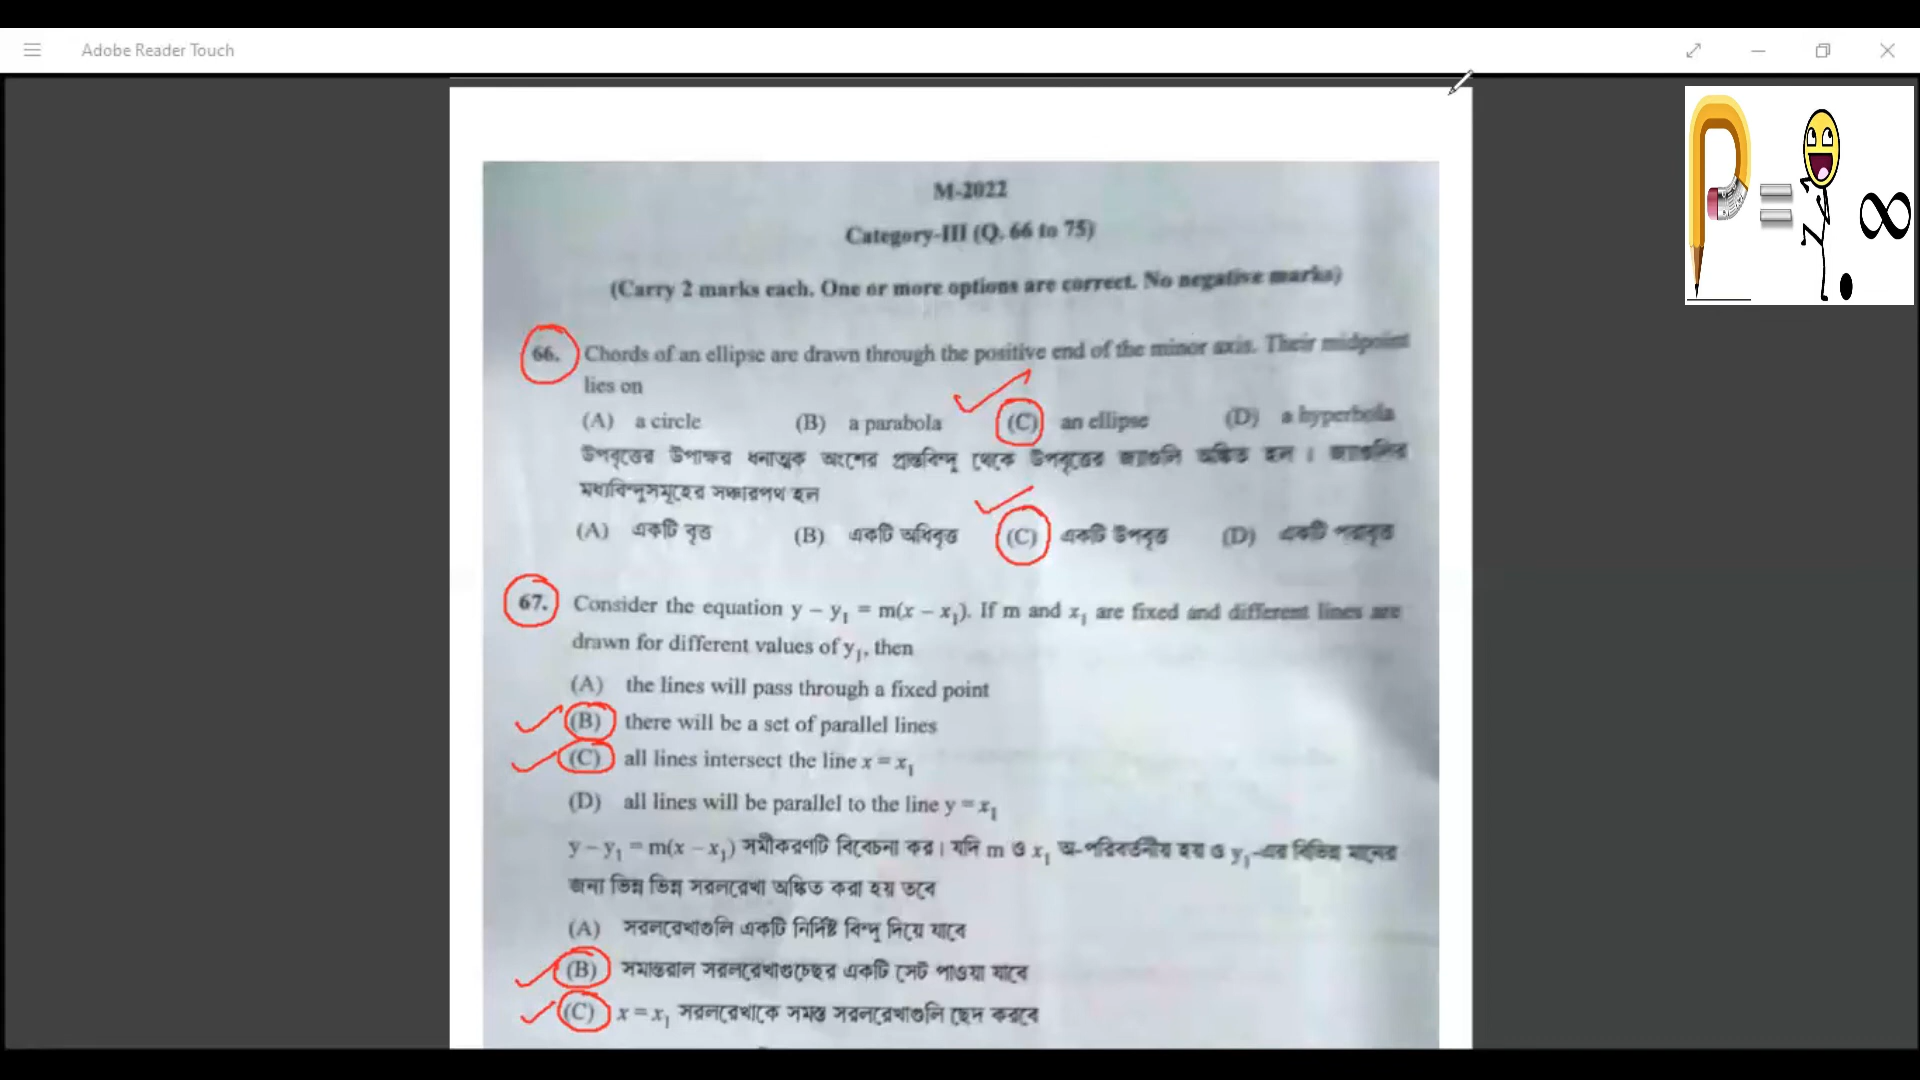 Adobe Reader Touch
M-2022
Category-III (Q. 66 to 75)
(Carry 2 marks each. One or more options are correct. No negative marks)
66. Chords of an ellipse are drawn through the positive end of the minor axis. Their midpoint
lies on
(A) a circle (B) a parabola (C) an ellipse (D) a hyperbola
উপবৃত্তের উপাক্ষর ধনাত্মক অংশের প্রান্তবিন্দু থেকে উপবৃত্তের জ্যাগুলি অঙ্কিত হল । জ্যাগুলির
মধ্যবিন্দুসমূহের সঞ্চারপথ হল
(A) একটি বৃত্ত (B) একটি অধিবৃত্ত (C) একটি উপবৃত্ত (D) একটি পরাবৃত্ত
67. Consider the equation y – y₁ = m(x – x₁). If m and x₁ are fixed and different lines are
drawn for different values of y₁, then
(A) the lines will pass through a fixed point
(B) there will be a set of parallel lines
(C) all lines intersect the line x = x₁
(D) all lines will be parallel to the line y = x₁
y – y₁ = m(x – x₁) সমীকরণটি বিবেচনা কর। যদি m ও x₁ অ-পরিবর্তনীয় হয় ও y₁-এর বিভিন্ন মানের
জন্য ভিন্ন ভিন্ন সরলরেখা অঙ্কিত করা হয় তবে
(A) সরলরেখাগুলি একটি নির্দিষ্ট বিন্দু দিয়ে যাবে
(B) সমান্তরাল সরলরেখাগুচ্ছের একটি সেট পাওয়া যাবে
(C) x = x₁ সরলরেখাকে সমস্ত সরলরেখাগুলি ছেদ করবে